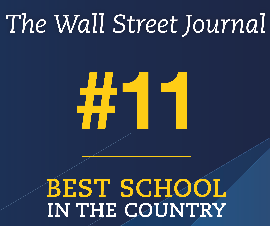 The Wall Street Journal
#11
BEST SCHOOL
IN THE COUNTRY